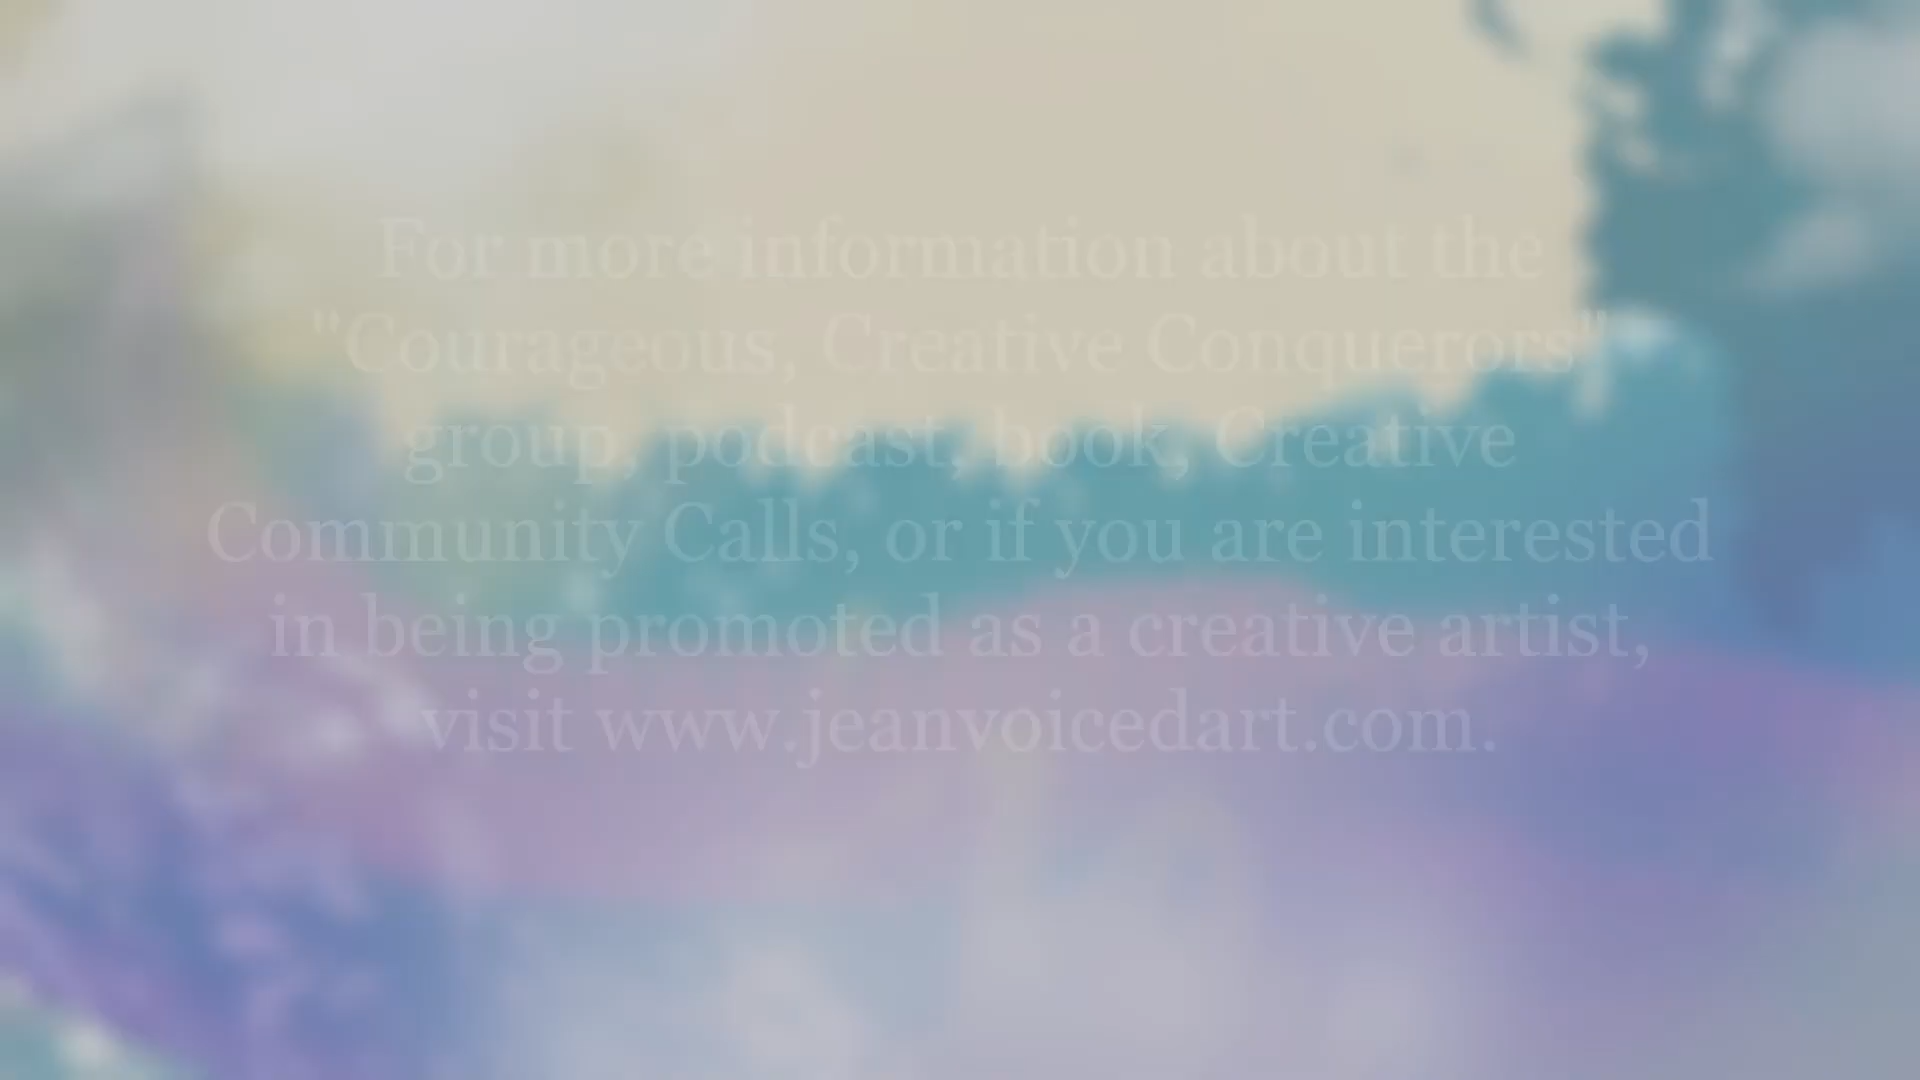 For more information about the
"Courageous, Creative Conquerors"
group, podcast, book, Creative
Community Calls, or if you are interested
in being promoted as a creative artist,
visit www.jeanvoicedart.com.